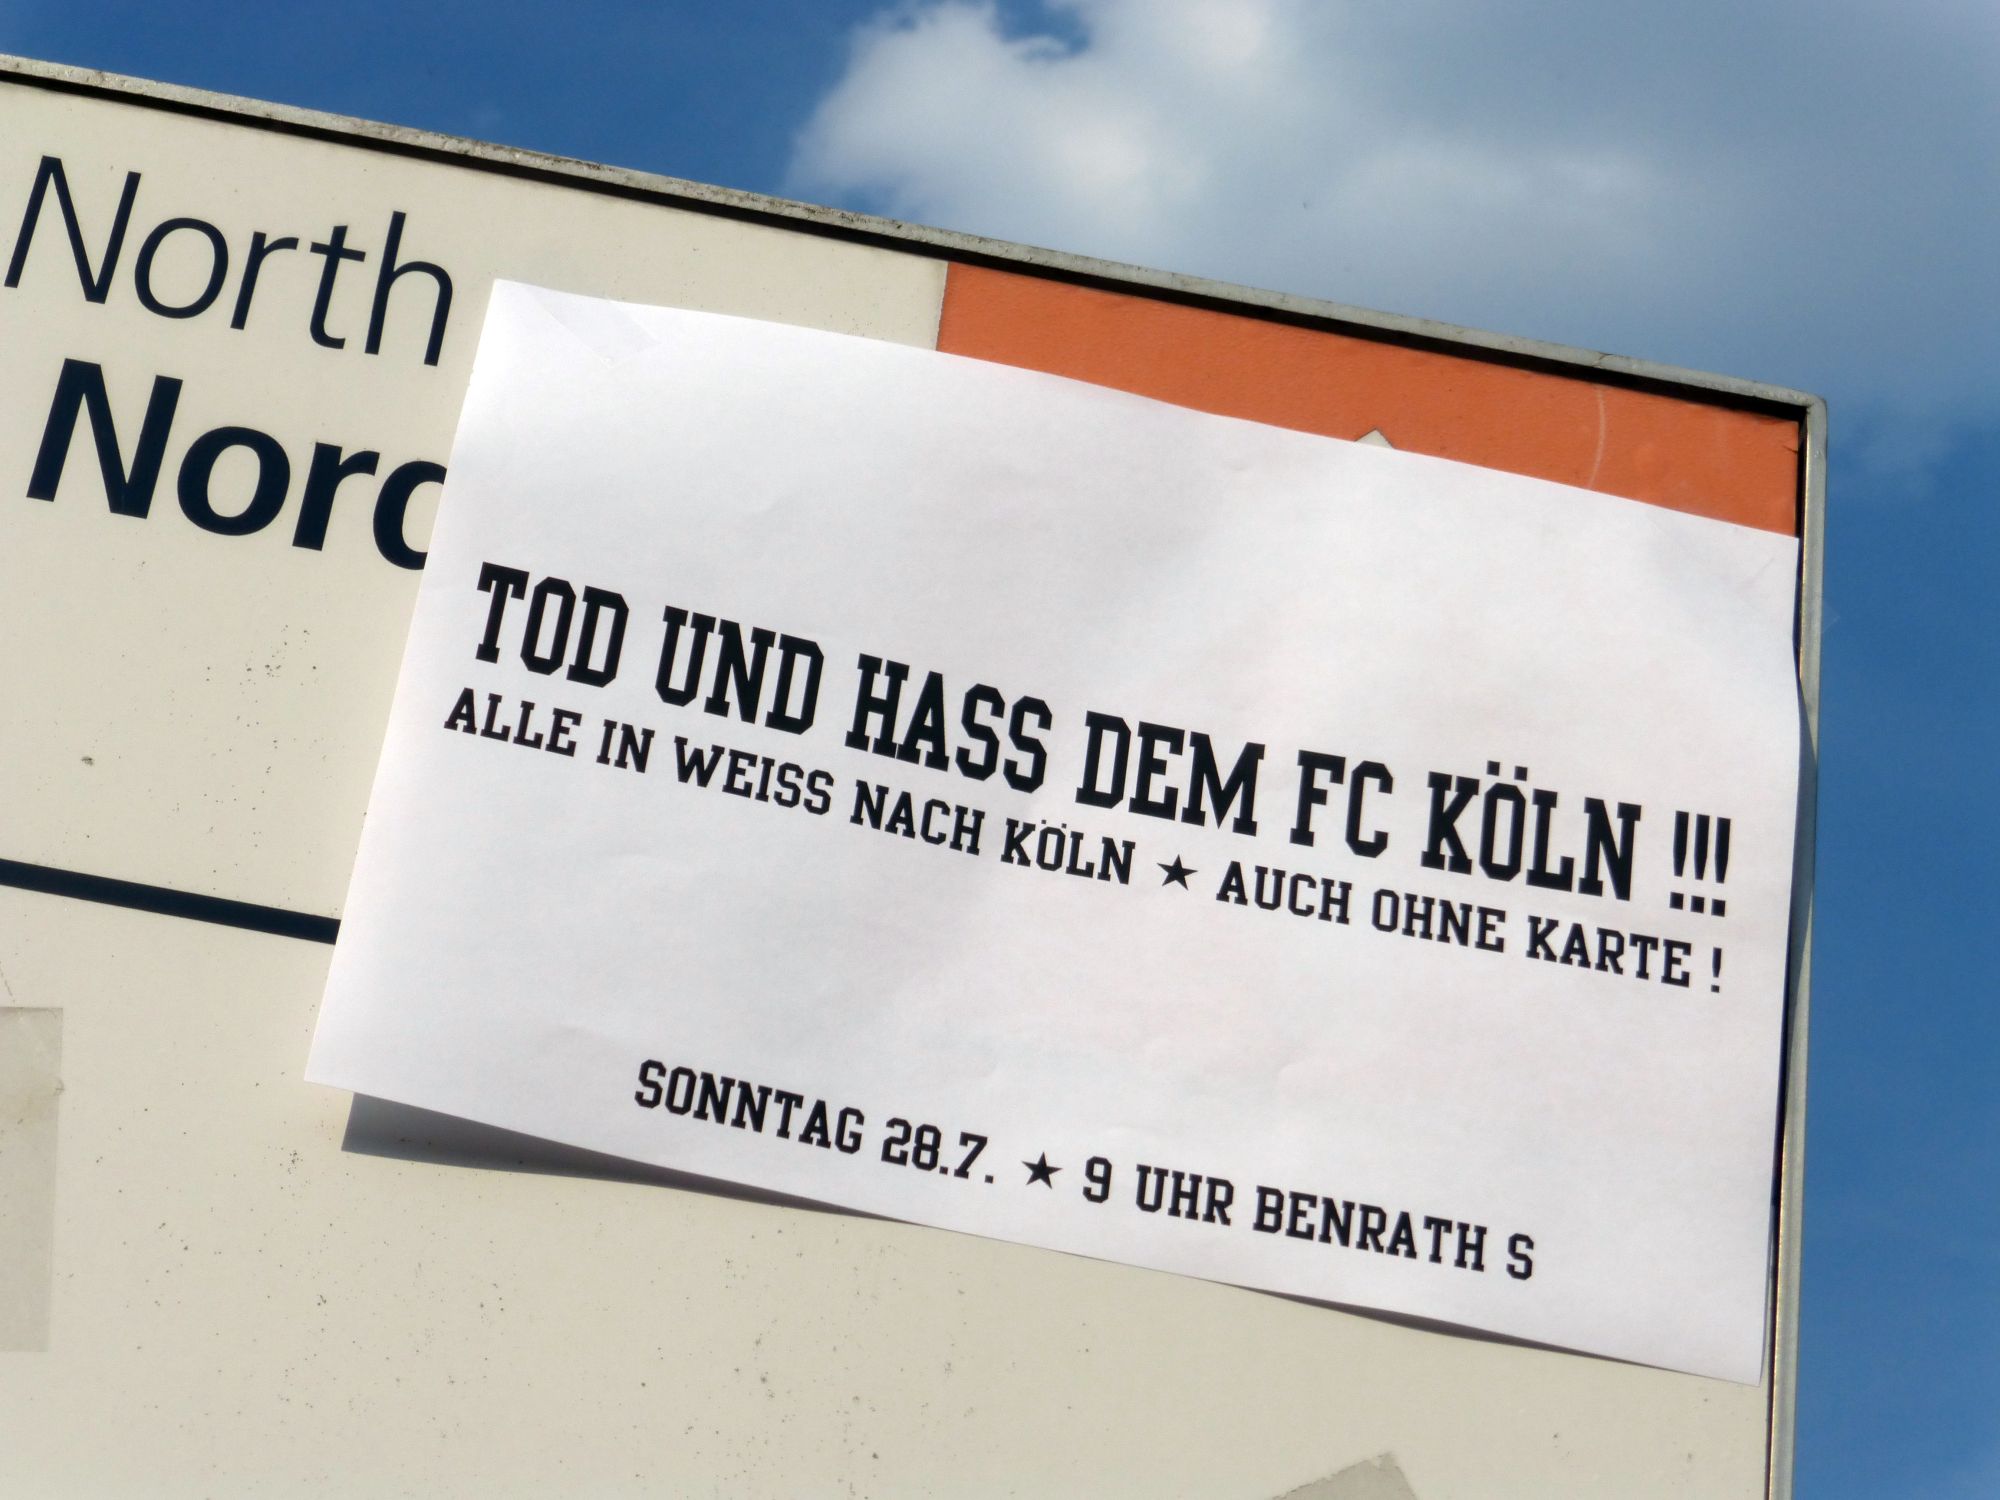 North
Nord
TOD UND HASS DEM FC KÖLN !!!
ALLE IN WEISS NACH KÖLN ★ AUCH OHNE KARTE !
SONNTAG 28.7. ★ 9 UHR BENRATH S